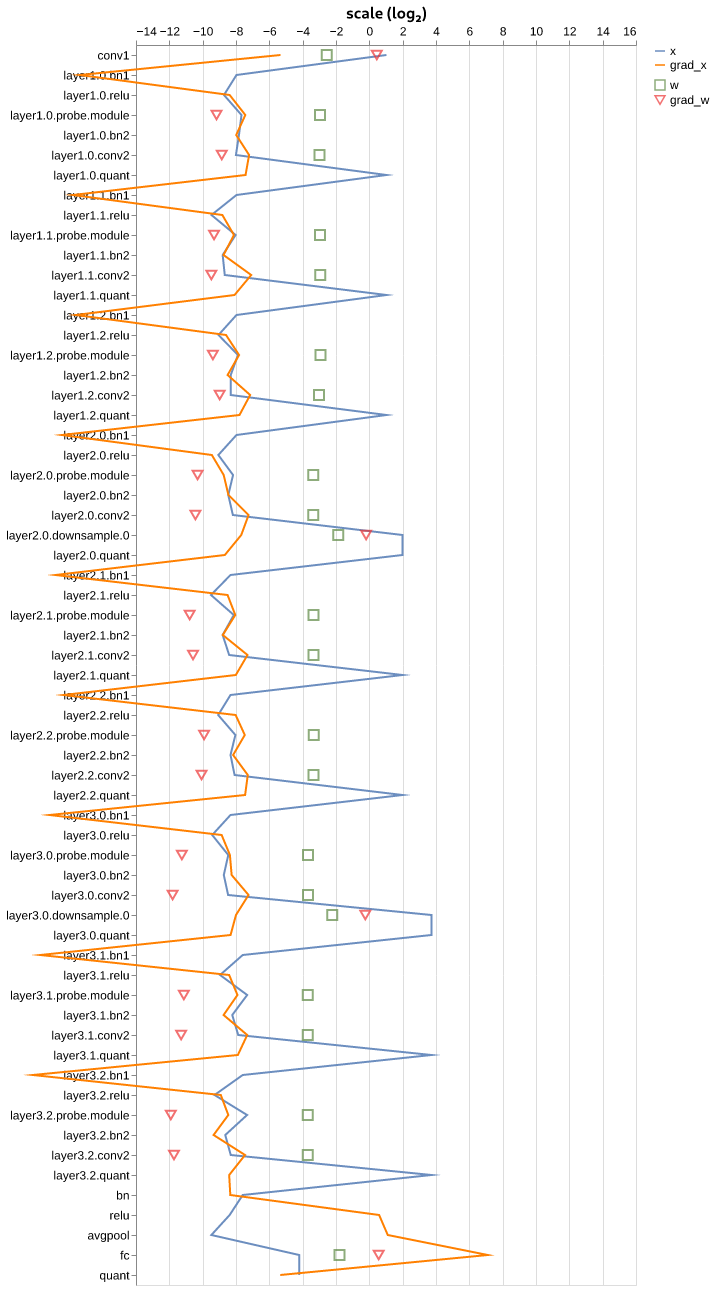 scale (log₂)
−14 −12 −10 −8 −6 −4 −2 0 2 4 6 8 10 12 14 16
x
grad_x
w
grad_w
conv1
layer1.0.bn1
layer1.0.relu
layer1.0.probe.module
layer1.0.bn2
layer1.0.conv2
layer1.0.quant
layer1.1.bn1
layer1.1.relu
layer1.1.probe.module
layer1.1.bn2
layer1.1.conv2
layer1.1.quant
layer1.2.bn1
layer1.2.relu
layer1.2.probe.module
layer1.2.bn2
layer1.2.conv2
layer1.2.quant
layer2.0.bn1
layer2.0.relu
layer2.0.probe.module
layer2.0.bn2
layer2.0.conv2
layer2.0.downsample.0
layer2.0.quant
layer2.1.bn1
layer2.1.relu
layer2.1.probe.module
layer2.1.bn2
layer2.1.conv2
layer2.1.quant
layer2.2.bn1
layer2.2.relu
layer2.2.probe.module
layer2.2.bn2
layer2.2.conv2
layer2.2.quant
layer3.0.bn1
layer3.0.relu
layer3.0.probe.module
layer3.0.bn2
layer3.0.conv2
layer3.0.downsample.0
layer3.0.quant
layer3.1.bn1
layer3.1.relu
layer3.1.probe.module
layer3.1.bn2
layer3.1.conv2
layer3.1.quant
layer3.2.bn1
layer3.2.relu
layer3.2.probe.module
layer3.2.bn2
layer3.2.conv2
layer3.2.quant
bn
relu
avgpool
fc
quant